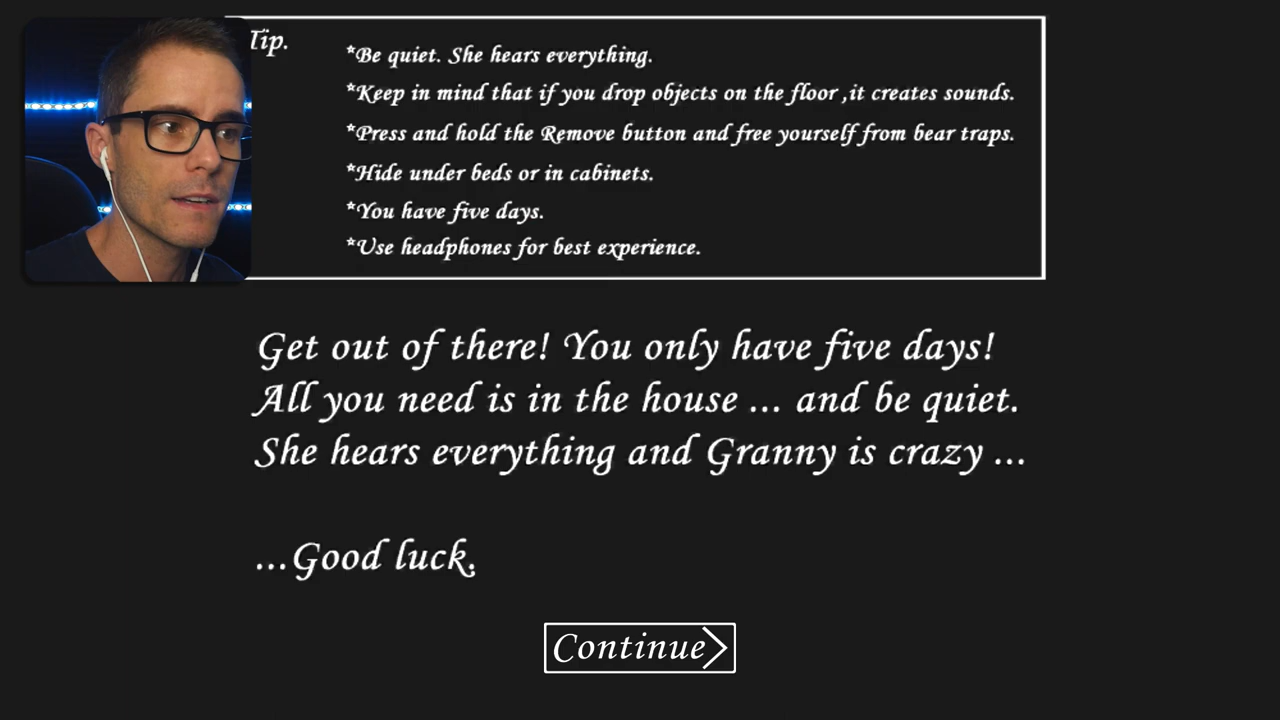 Tip.
*Be quiet. She hears everything.
*Keep in mind that if you drop objects on the floor ,it creates sounds.
*Press and hold the Remove button and free yourself from bear traps.
*Hide under beds or in cabinets.
*You have five days.
*Use headphones for best experience.
Get out of there! You only have five days!
All you need is in the house ... and be quiet.
She hears everything and Granny is crazy ...
...Good luck.
Continue